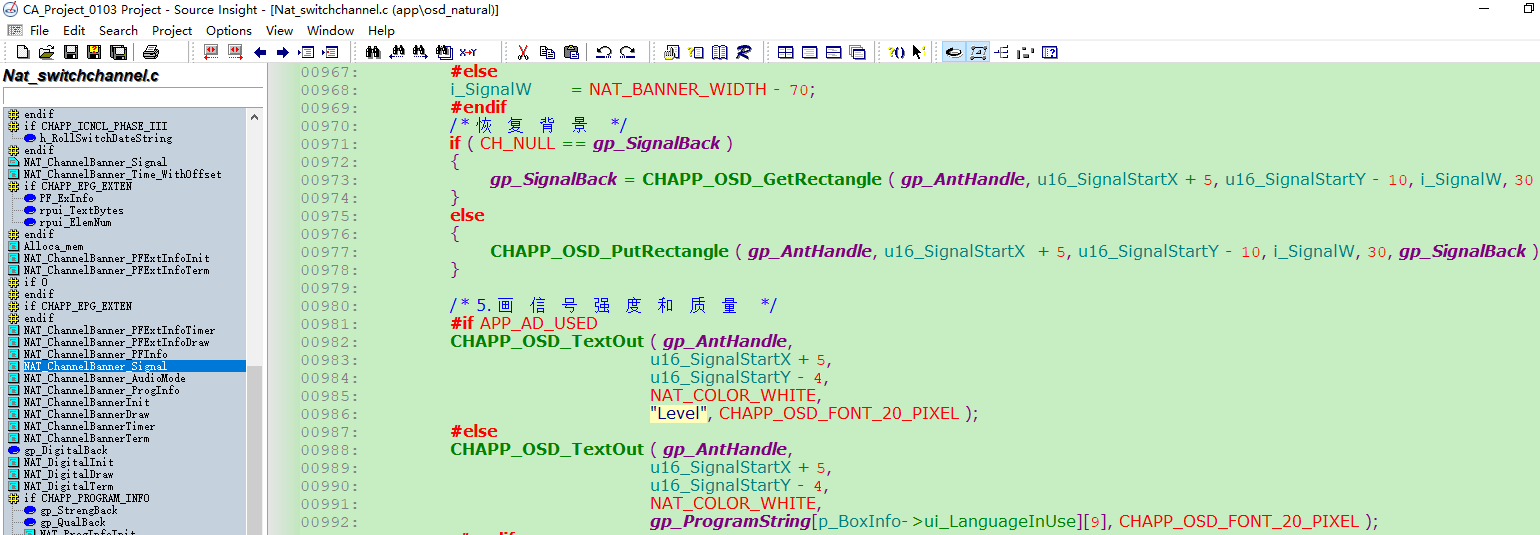 CA_Project_0103 Project - Source Insight - [Nat_switchchannel.c (app\osd_natural)]
File Edit Search Project Options View Window Help
Nat_switchchannel.c
endif
if CHAPP_ICNCL_PHASE_III
h_RollSwitchDateString
endif
NAT_ChannelBanner_Signal
NAT_ChannelBanner_Time_WithOffset
if CHAPP_EPG_EXTEN
PF_ExInfo
rpui_TextBytes
rpui_ElemNum
endif
Alloca_mem
NAT_ChannelBanner_PFExtInfoInit
NAT_ChannelBanner_PFExtInfoTerm
if 0
endif
if CHAPP_EPG_EXTEN
endif
NAT_ChannelBanner_PFExtInfoTimer
NAT_ChannelBanner_PFExtInfoDraw
NAT_ChannelBanner_PFInfo
NAT_ChannelBanner_Signal
NAT_ChannelBanner_AudioMode
NAT_ChannelBanner_ProgInfo
NAT_ChannelBannerInit
NAT_ChannelBannerDraw
NAT_ChannelBannerTimer
NAT_ChannelBannerTerm
gp_DigitalBack
NAT_DigitalInit
NAT_DigitalDraw
NAT_DigitalTerm
if CHAPP_PROGRAM_INFO
gp_StrengBack
gp_QualBack
NAT_ProgInfoInit
00967: #else
00968: i_SignalW = NAT_BANNER_WIDTH - 70;
00969: #endif
00970: /* 恢复背景 */
00971: if ( CH_NULL == gp_SignalBack )
00972: {
00973: gp_SignalBack = CHAPP_OSD_GetRectangle ( gp_AntHandle, u16_SignalStartX + 5, u16_SignalStartY - 10, i_SignalW, 30
00974: }
00975: else
00976: {
00977: CHAPP_OSD_PutRectangle ( gp_AntHandle, u16_SignalStartX + 5, u16_SignalStartY - 10, i_SignalW, 30, gp_SignalBack )
00978: }
00979:
00980: /* 5.画信号强度和质量 */
00981: #if APP_AD_USED
00982: CHAPP_OSD_TextOut ( gp_AntHandle,
00983: u16_SignalStartX + 5,
00984: u16_SignalStartY - 4,
00985: NAT_COLOR_WHITE,
00986: "Level", CHAPP_OSD_FONT_20_PIXEL );
00987: #else
00988: CHAPP_OSD_TextOut ( gp_AntHandle,
00989: u16_SignalStartX + 5,
00990: u16_SignalStartY - 4,
00991: NAT_COLOR_WHITE,
00992: gp_ProgramString[p_BoxInfo->ui_LanguageInUse][9], CHAPP_OSD_FONT_20_PIXEL );